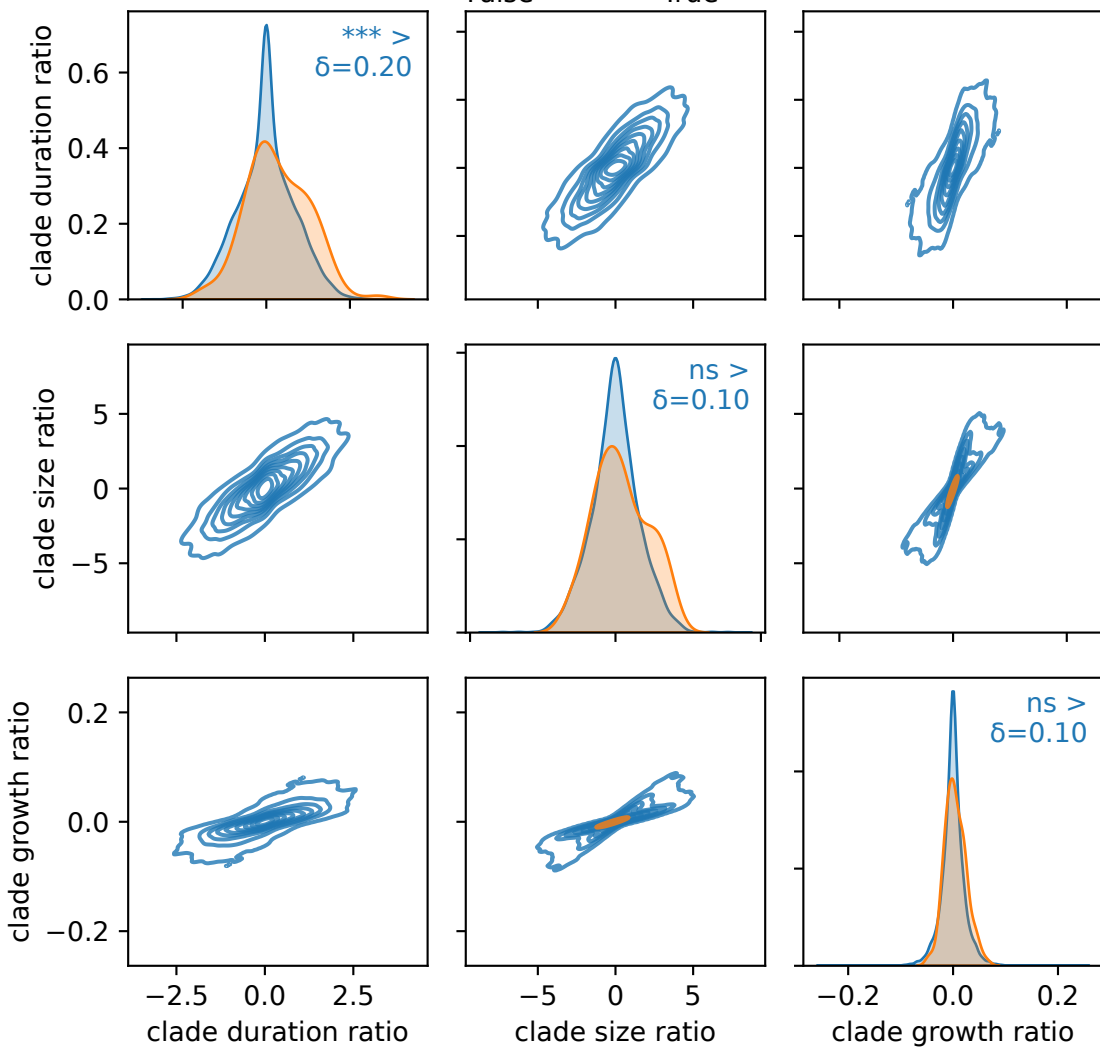 clade duration ratio
0.6
0.4
0.2
0.0
*** >
δ=0.20
clade size ratio
5
0
−5
ns >
δ=0.10
clade growth ratio
0.2
0.0
−0.2
ns >
δ=0.10
−2.5 0.0 2.5
−5 0 5
−0.2 0.0 0.2
clade duration ratio
clade size ratio
clade growth ratio